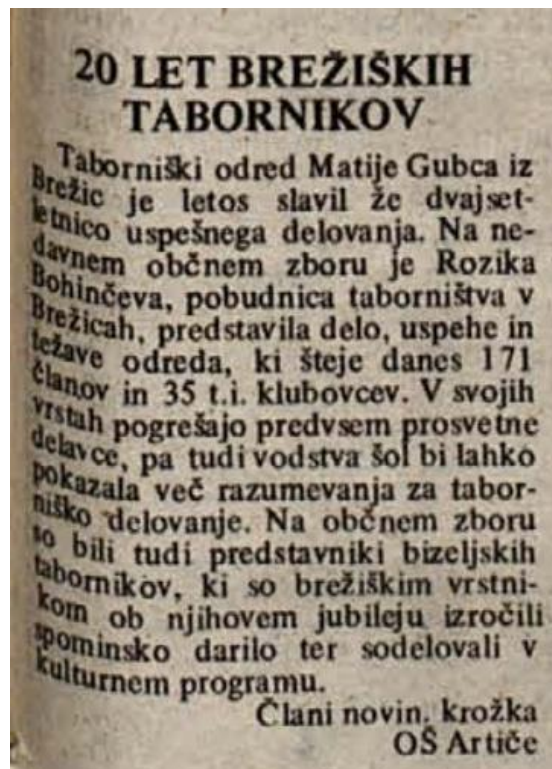 20 LET BREŽIŠKIH
TABORNIKOV
Taborniški odred Matije Gubca iz
Brežic je letos slavil že dvajset-
letnico uspešnega delovanja. Na ne-
davnem občnem zboru je Rozika
Bohinčeva, pobudnica taborništva v
Brežicah, predstavila delo, uspehe in
težave odreda, ki šteje danes 171
članov in 35 t.i. klubovcev. V svojih
vrstah pogrešajo predvsem prosvetne
delavce, pa tudi vodstva šol bi lahko
pokazala več razumevanja za tabor-
niško delovanje. Na občnem zboru
so bili tudi predstavniki bizeljskih
tabornikov, ki so brežiškim vrstni-
kom ob njihovem jubileju izročili
spominsko darilo ter sodelovali v
kulturnem programu.
Člani novin. krožka
OŠ Artiče